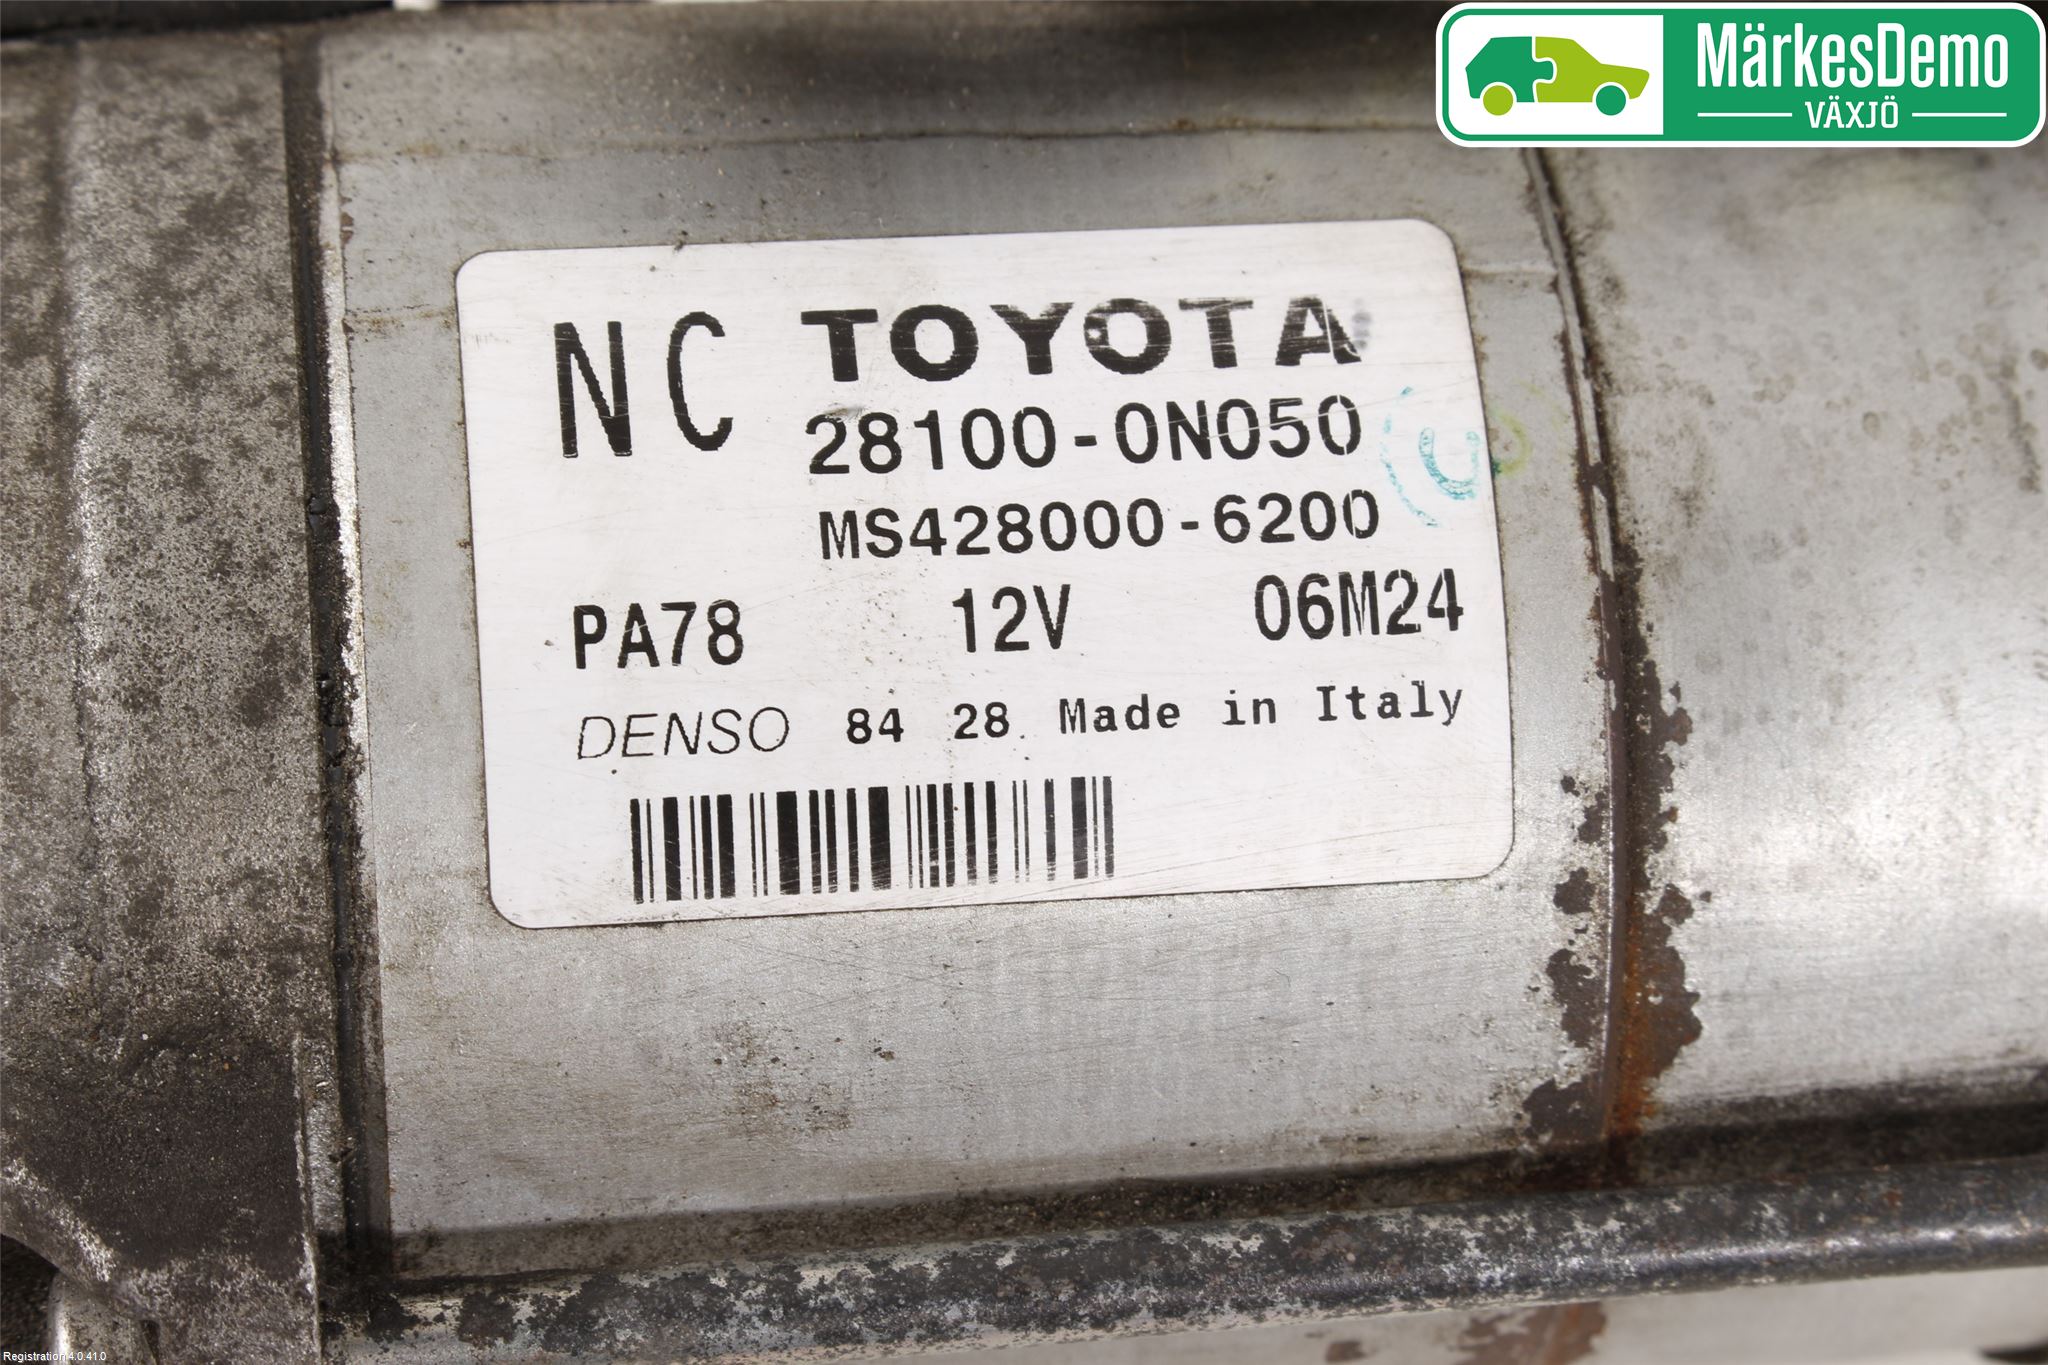 MärkesDemo
VÄXJÖ
NC TOYOTA
28100-0N050
MS428000-6200
PA78 12V 06M24
DENSO 84 28 Made in Italy
Registration 4.0.41.0